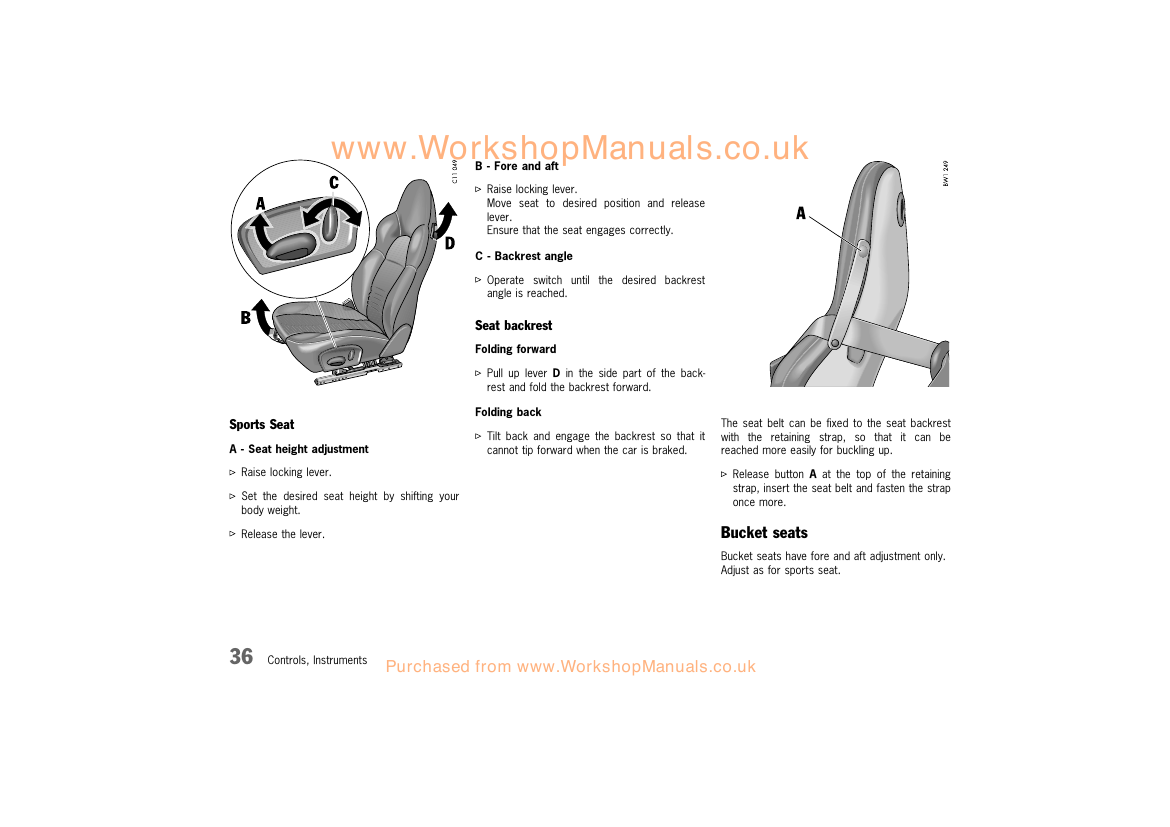 www.WorkshopManuals.co.uk
C
A
D
B
C11 049
Sports Seat
A - Seat height adjustment
▷ Raise locking lever.
▷ Set the desired seat height by shifting your
body weight.
▷ Release the lever.
B - Fore and aft
▷ Raise locking lever.
Move seat to desired position and release
lever.
Ensure that the seat engages correctly.
C - Backrest angle
▷ Operate switch until the desired backrest
angle is reached.
Seat backrest
Folding forward
▷ Pull up lever D in the side part of the back-
rest and fold the backrest forward.
Folding back
▷ Tilt back and engage the backrest so that it
cannot tip forward when the car is braked.
A
BW1 249
The seat belt can be fixed to the seat backrest
with the retaining strap, so that it can be
reached more easily for buckling up.
▷ Release button A at the top of the retaining
strap, insert the seat belt and fasten the strap
once more.
Bucket seats
Bucket seats have fore and aft adjustment only.
Adjust as for sports seat.
36 Controls, Instruments
Purchased from www.WorkshopManuals.co.uk